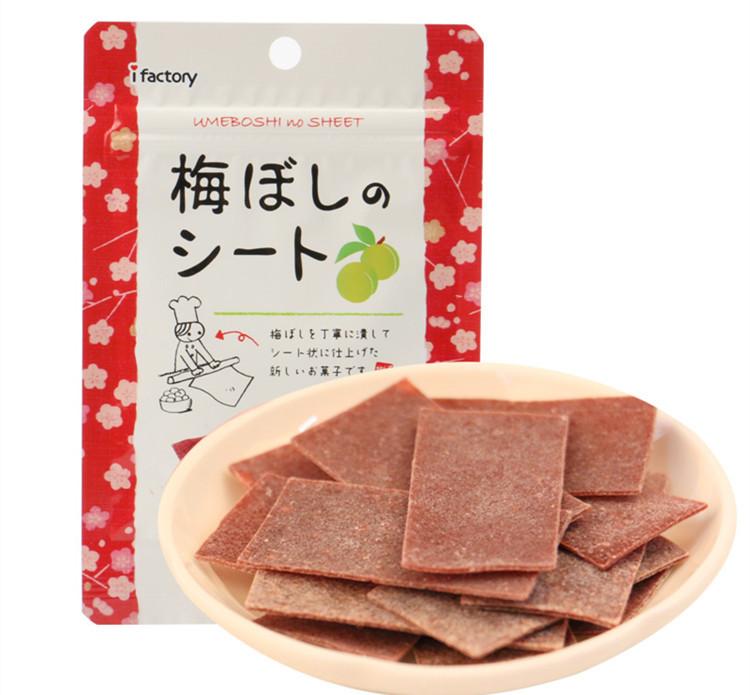 i factory
UMEBOSHI no SHEET
梅ぼしの
シート
梅ぼしを丁寧に潰して
シート状に仕上げた
新しいお菓子です